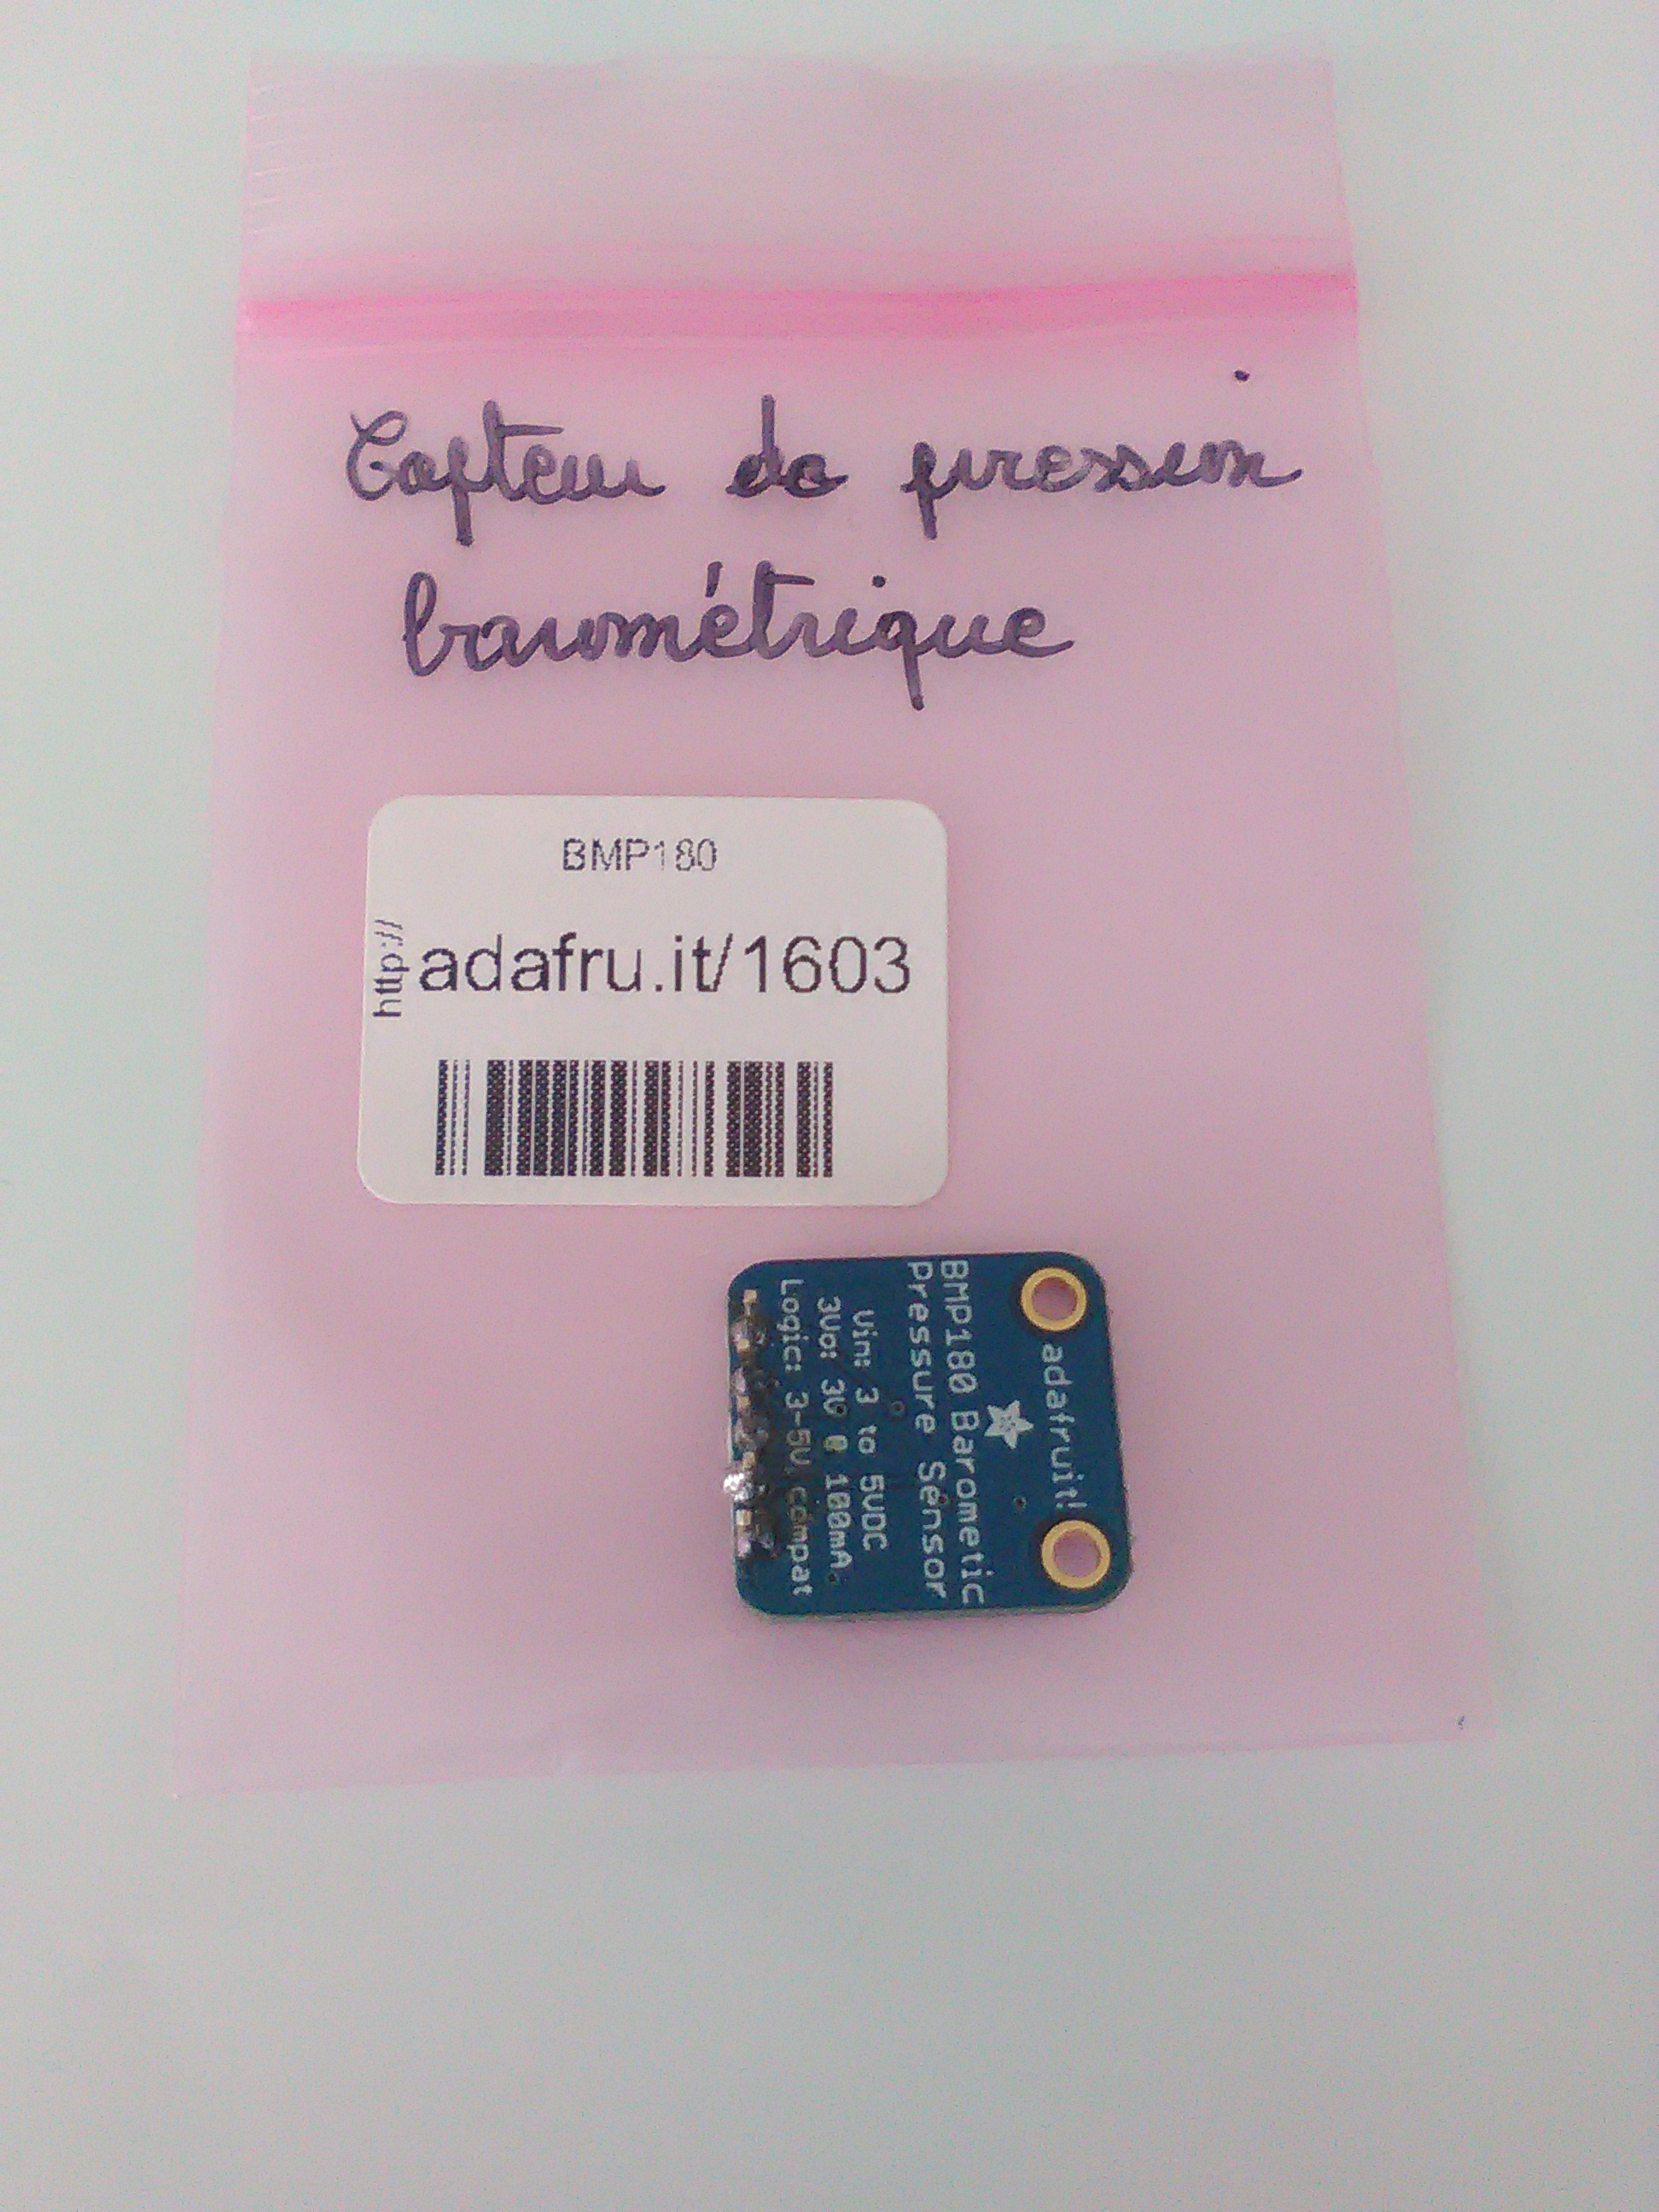 Capteur de pression
barométrique
BMP180
http://adafru.it/1603
adafruit!
BMP180 Barometic
Pressure Sensor
Vin: 3 to 5VDC
3Vo: 3V @ 100mA
Logic: 3-5V compat